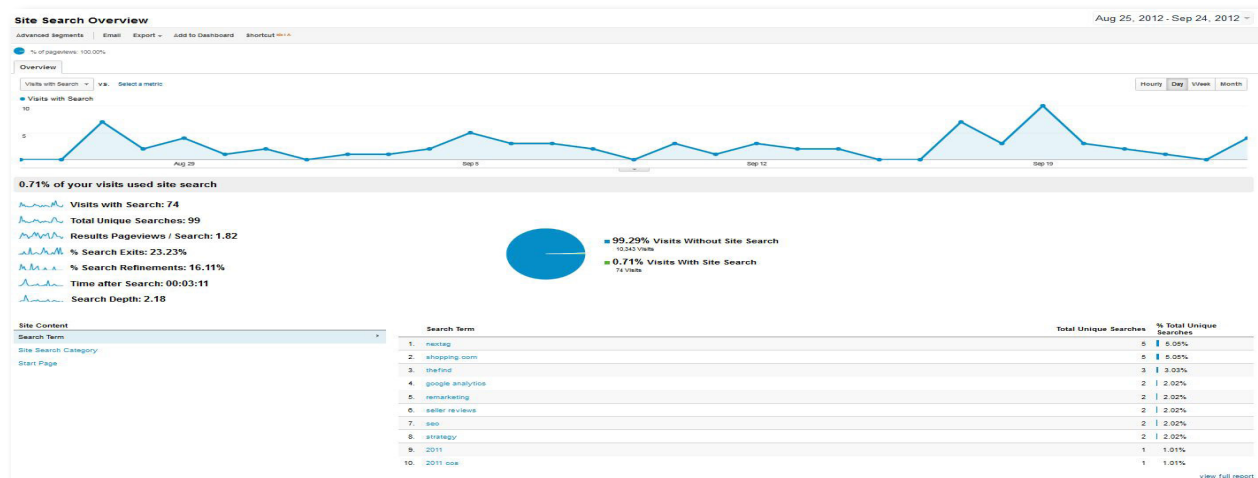 Site Search Overview
Aug 25, 2012 - Sep 24, 2012
Advanced Segments Email Export Add to Dashboard Shortcut BETA
% of pageviews: 100.00%
Overview
Visits with Search VS. Select a metric
Hourly Day Week Month
Visits with Search
10
5
Aug 29 Sep 5 Sep 12 Sep 19
0.71% of your visits used site search
Visits with Search: 74
Total Unique Searches: 99
Results Pageviews / Search: 1.82
% Search Exits: 23.23%
% Search Refinements: 16.11%
Time after Search: 00:03:11
Search Depth: 2.18
99.29% Visits Without Site Search
10,343 Visits
0.71% Visits With Site Search
74 Visits
Site Content
Search Term
Site Search Category
Start Page
Search Term Total Unique Searches % Total Unique Searches
1. nextag 5 5.05%
2. shopping.com 5 5.05%
3. thefind 3 3.03%
4. google analytics 2 2.02%
5. remarketing 2 2.02%
6. seller reviews 2 2.02%
7. seo 2 2.02%
8. strategy 2 2.02%
9. 2011 1 1.01%
10. 2011 cos 1 1.01%
view full report